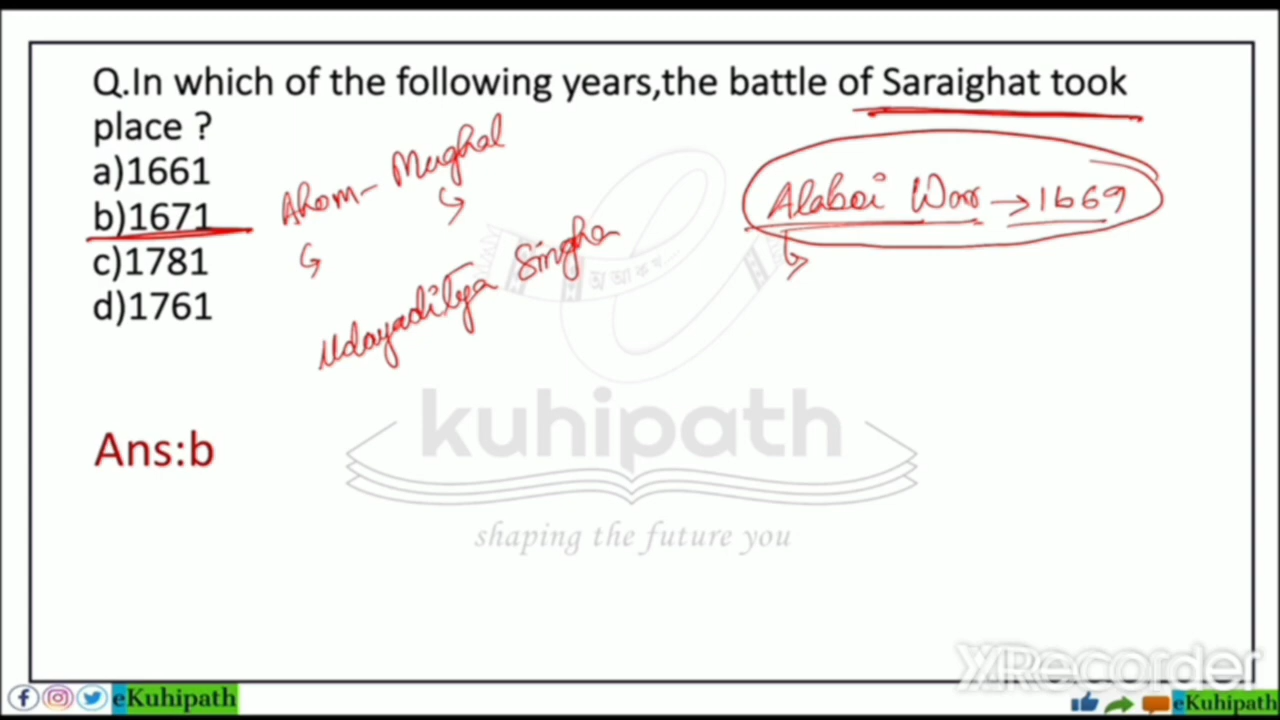 Q.In which of the following years,the battle of Saraighat took
place ?
a)1661
b)1671
c)1781
d)1761
Ahom- Mughal
Udayaditya Singha
Alaboi War → 1669
Ans:b
kuhipath
shaping the future you
XRecorder
eKuhipath
eKuhipath